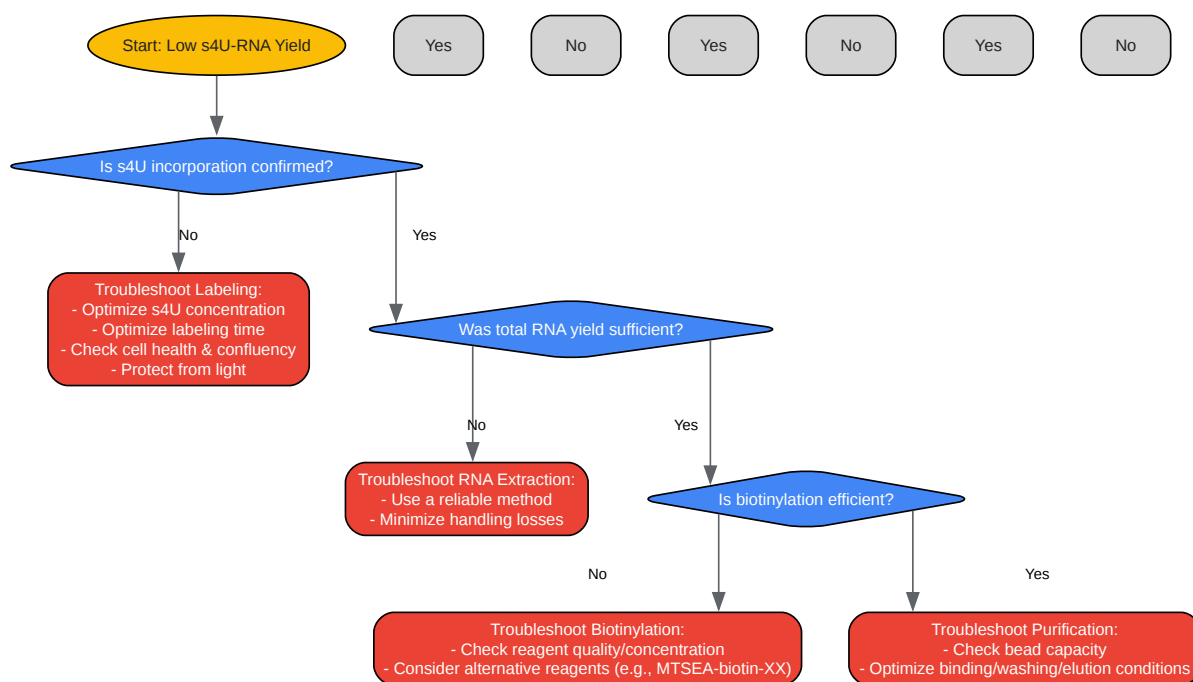 Start: Low s4U-RNA Yield
Yes
No
Yes
No
Yes
No
Is s4U incorporation confirmed?
No
Yes
Troubleshoot Labeling:
- Optimize s4U concentration
- Optimize labeling time
- Check cell health & confluency
- Protect from light
Was total RNA yield sufficient?
No
Yes
Troubleshoot RNA Extraction:
- Use a reliable method
- Minimize handling losses
Is biotinylation efficient?
No
Yes
Troubleshoot Biotinylation:
- Check reagent quality/concentration
- Consider alternative reagents (e.g., MTSEA-biotin-XX)
Troubleshoot Purification:
- Check bead capacity
- Optimize binding/washing/elution conditions